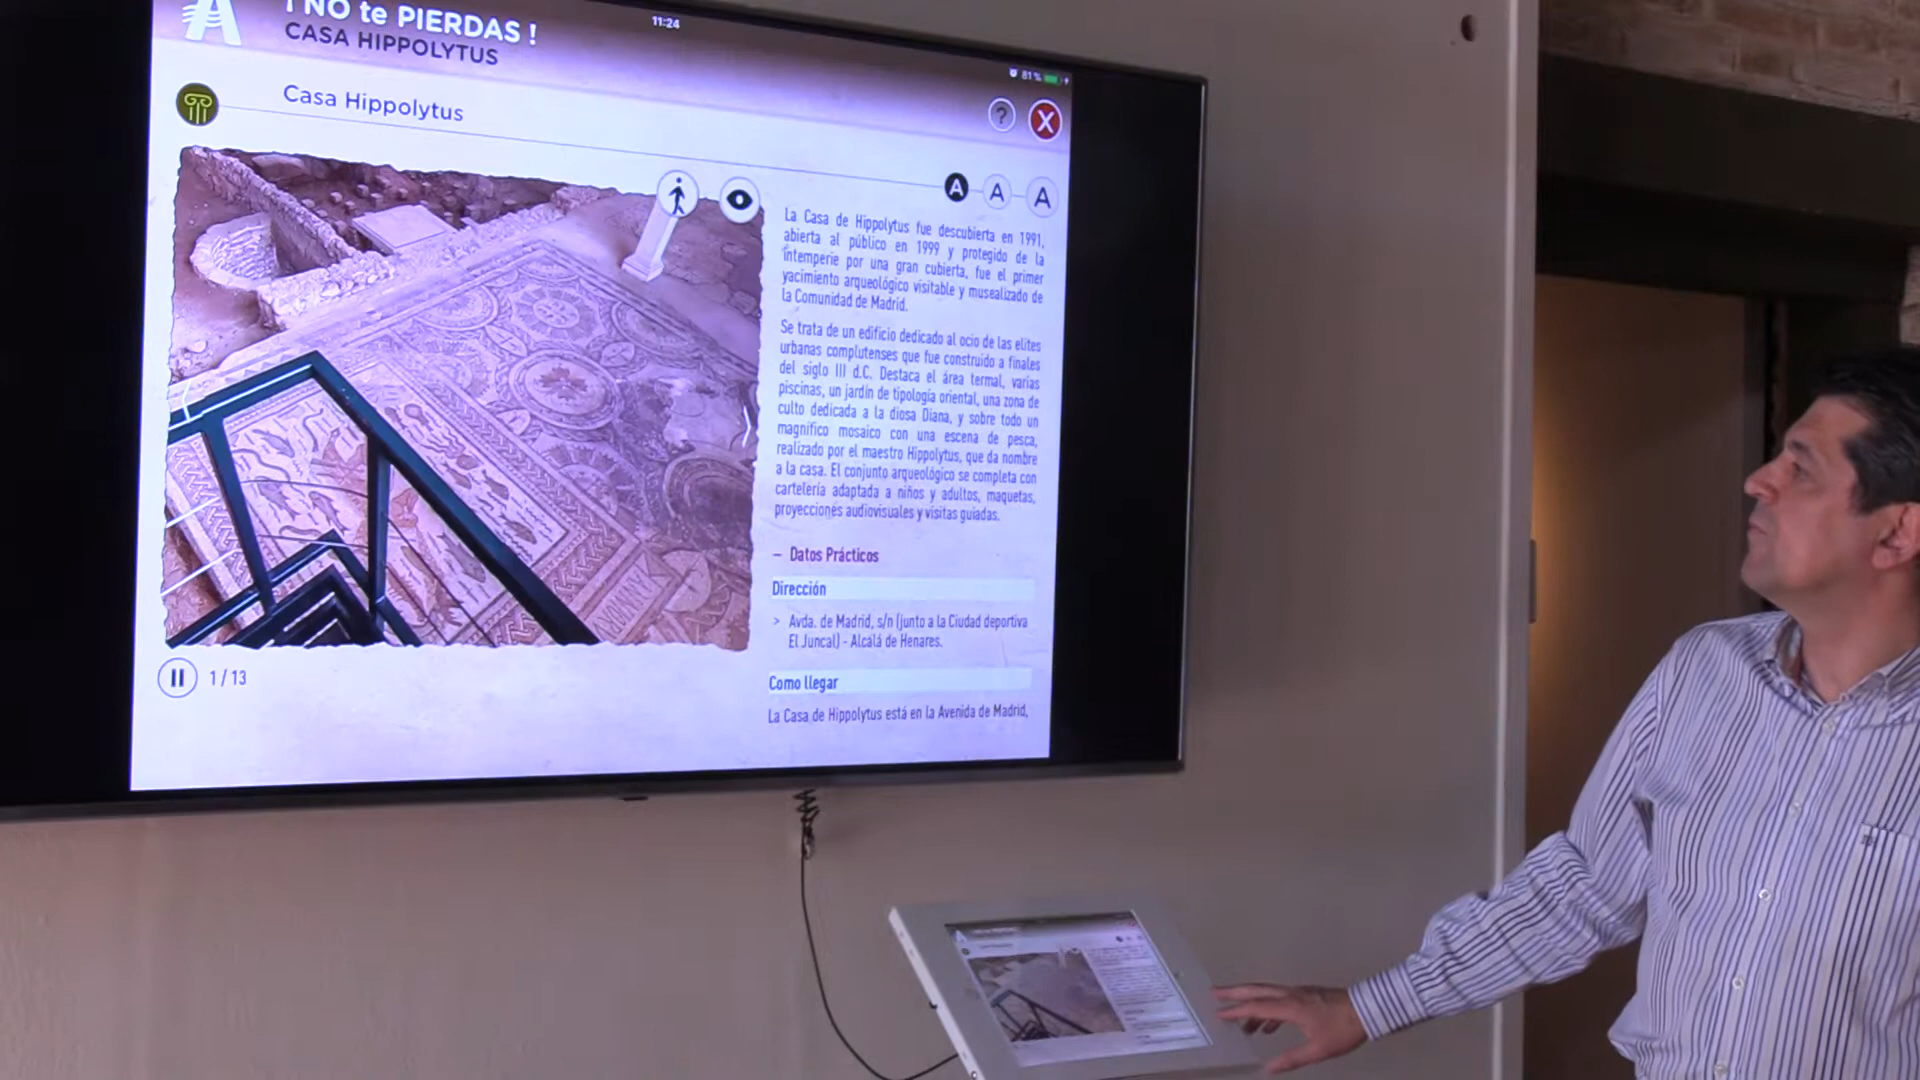 ¡ NO te PIERDAS !
CASA HIPPOLYTUS
11:24
81%
Casa Hippolytus
?
X
A A A
La Casa de Hippolytus fue descubierta en 1991,
abierta al público en 1999 y protegido de la
intemperie por una gran cubierta, fue el primer
yacimiento arqueológico visitable y musealizado de
la Comunidad de Madrid.
Se trata de un edificio dedicado al ocio de las elites
urbanas complutenses que fue construido a finales
del siglo III d.C. Destaca el área termal, varias
piscinas, un jardín de tipología oriental, una zona de
culto dedicada a la diosa Diana, y sobre todo un
magnífico mosaico con una escena de pesca,
realizado por el maestro Hippolytus, que da nombre
a la casa. El conjunto arqueológico se completa con
cartelería adaptada a niños y adultos, maquetas,
proyecciones audiovisuales y visitas guiadas.
– Datos Prácticos
Dirección
> Avda. de Madrid, s/n (junto a la Ciudad deportiva
El Juncal) - Alcalá de Henares.
Como llegar
La Casa de Hippolytus está en la Avenida de Madrid,
1 / 13